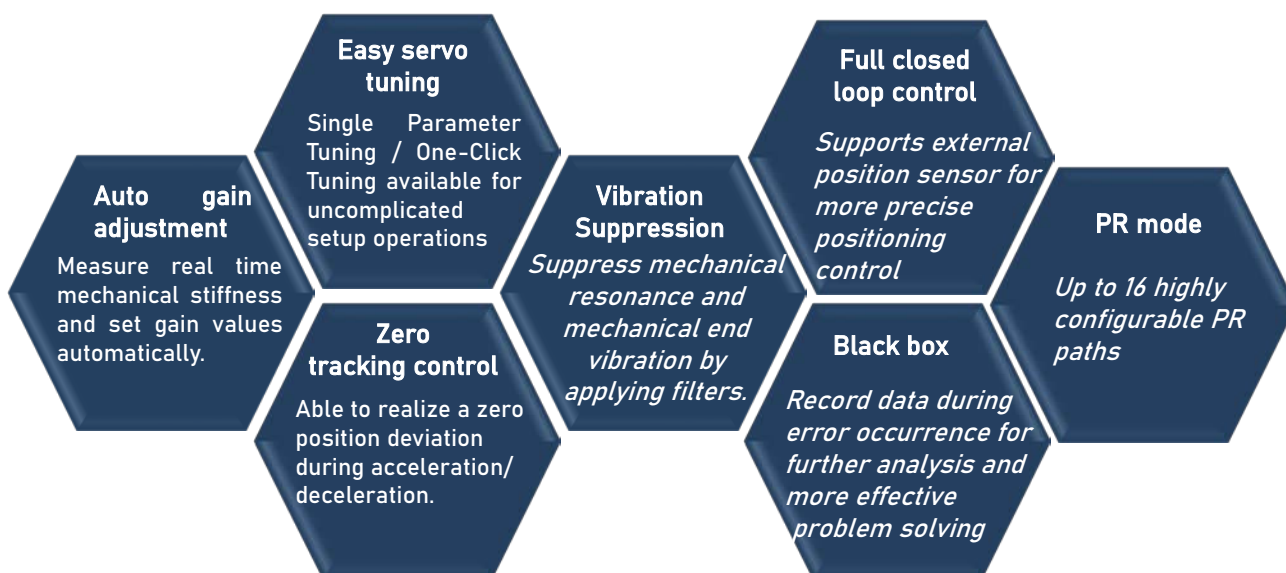 Auto gain
adjustment
Measure real time
mechanical stiffness
and set gain values
automatically.
Easy servo
tuning
Single Parameter
Tuning / One-Click
Tuning available for
uncomplicated
setup operations
Zero
tracking control
Able to realize a zero
position deviation
during acceleration/
deceleration.
Vibration
Suppression
Suppress mechanical
resonance and
mechanical end
vibration by
applying filters.
Full closed
loop control
Supports external
position sensor for
more precise
positioning
control
Black box
Record data during
error occurrence for
further analysis and
more effective
problem solving
PR mode
Up to 16 highly
configurable PR
paths